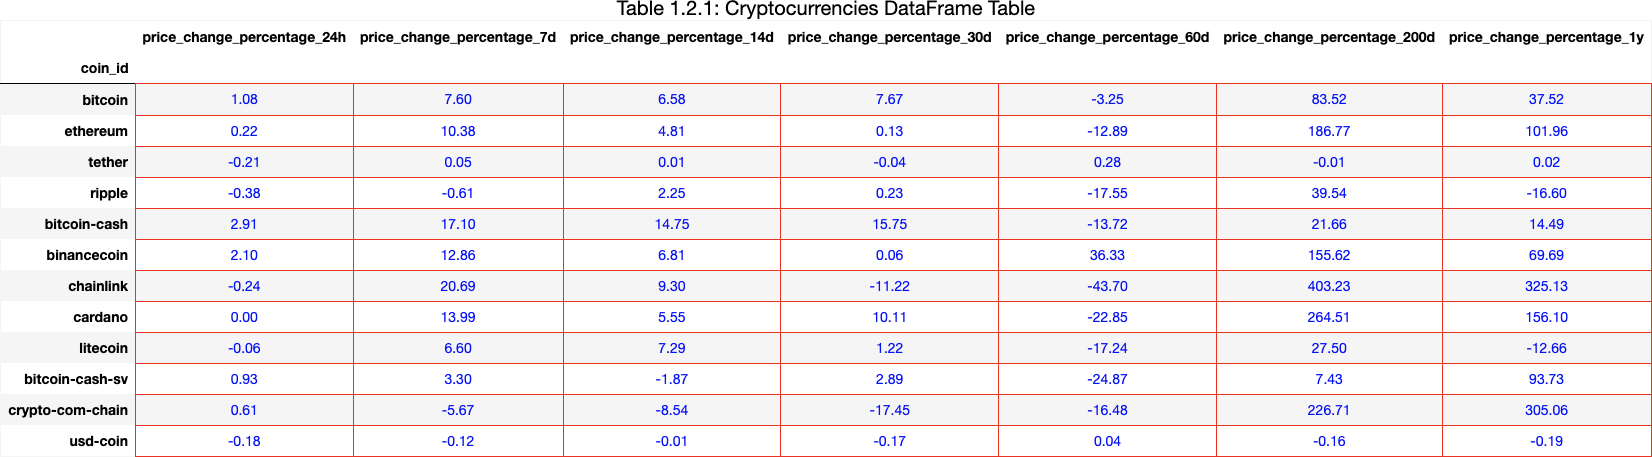 Table 1.2.1: Cryptocurrencies DataFrame Table
price_change_percentage_24h price_change_percentage_7d price_change_percentage_14d price_change_percentage_30d price_change_percentage_60d price_change_percentage_200d price_change_percentage_1y
coin_id
bitcoin 1.08 7.60 6.58 7.67 -3.25 83.52 37.52
ethereum 0.22 10.38 4.81 0.13 -12.89 186.77 101.96
tether -0.21 0.05 0.01 -0.04 0.28 -0.01 0.02
ripple -0.38 -0.61 2.25 0.23 -17.55 39.54 -16.60
bitcoin-cash 2.91 17.10 14.75 15.75 -13.72 21.66 14.49
binancecoin 2.10 12.86 6.81 0.06 36.33 155.62 69.69
chainlink -0.24 20.69 9.30 -11.22 -43.70 403.23 325.13
cardano 0.00 13.99 5.55 10.11 -22.85 264.51 156.10
litecoin -0.06 6.60 7.29 1.22 -17.24 27.50 -12.66
bitcoin-cash-sv 0.93 3.30 -1.87 2.89 -24.87 7.43 93.73
crypto-com-chain 0.61 -5.67 -8.54 -17.45 -16.48 226.71 305.06
usd-coin -0.18 -0.12 -0.01 -0.17 0.04 -0.16 -0.19